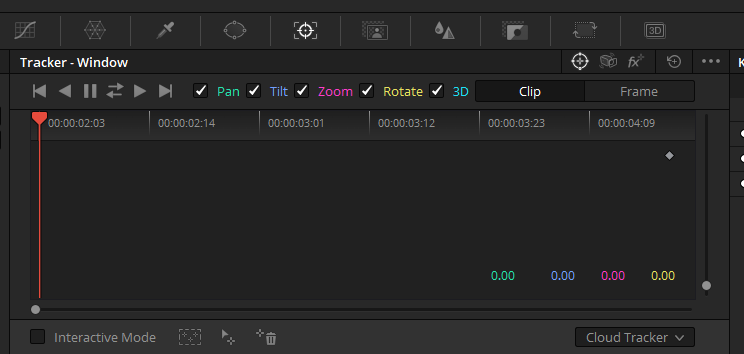 3D
Tracker - Window
fx
K
Pan Tilt Zoom Rotate 3D Clip Frame
00:00:02:03 00:00:02:14 00:00:03:01 00:00:03:12 00:00:03:23 00:00:04:09
0.00 0.00 0.00 0.00
Interactive Mode Cloud Tracker